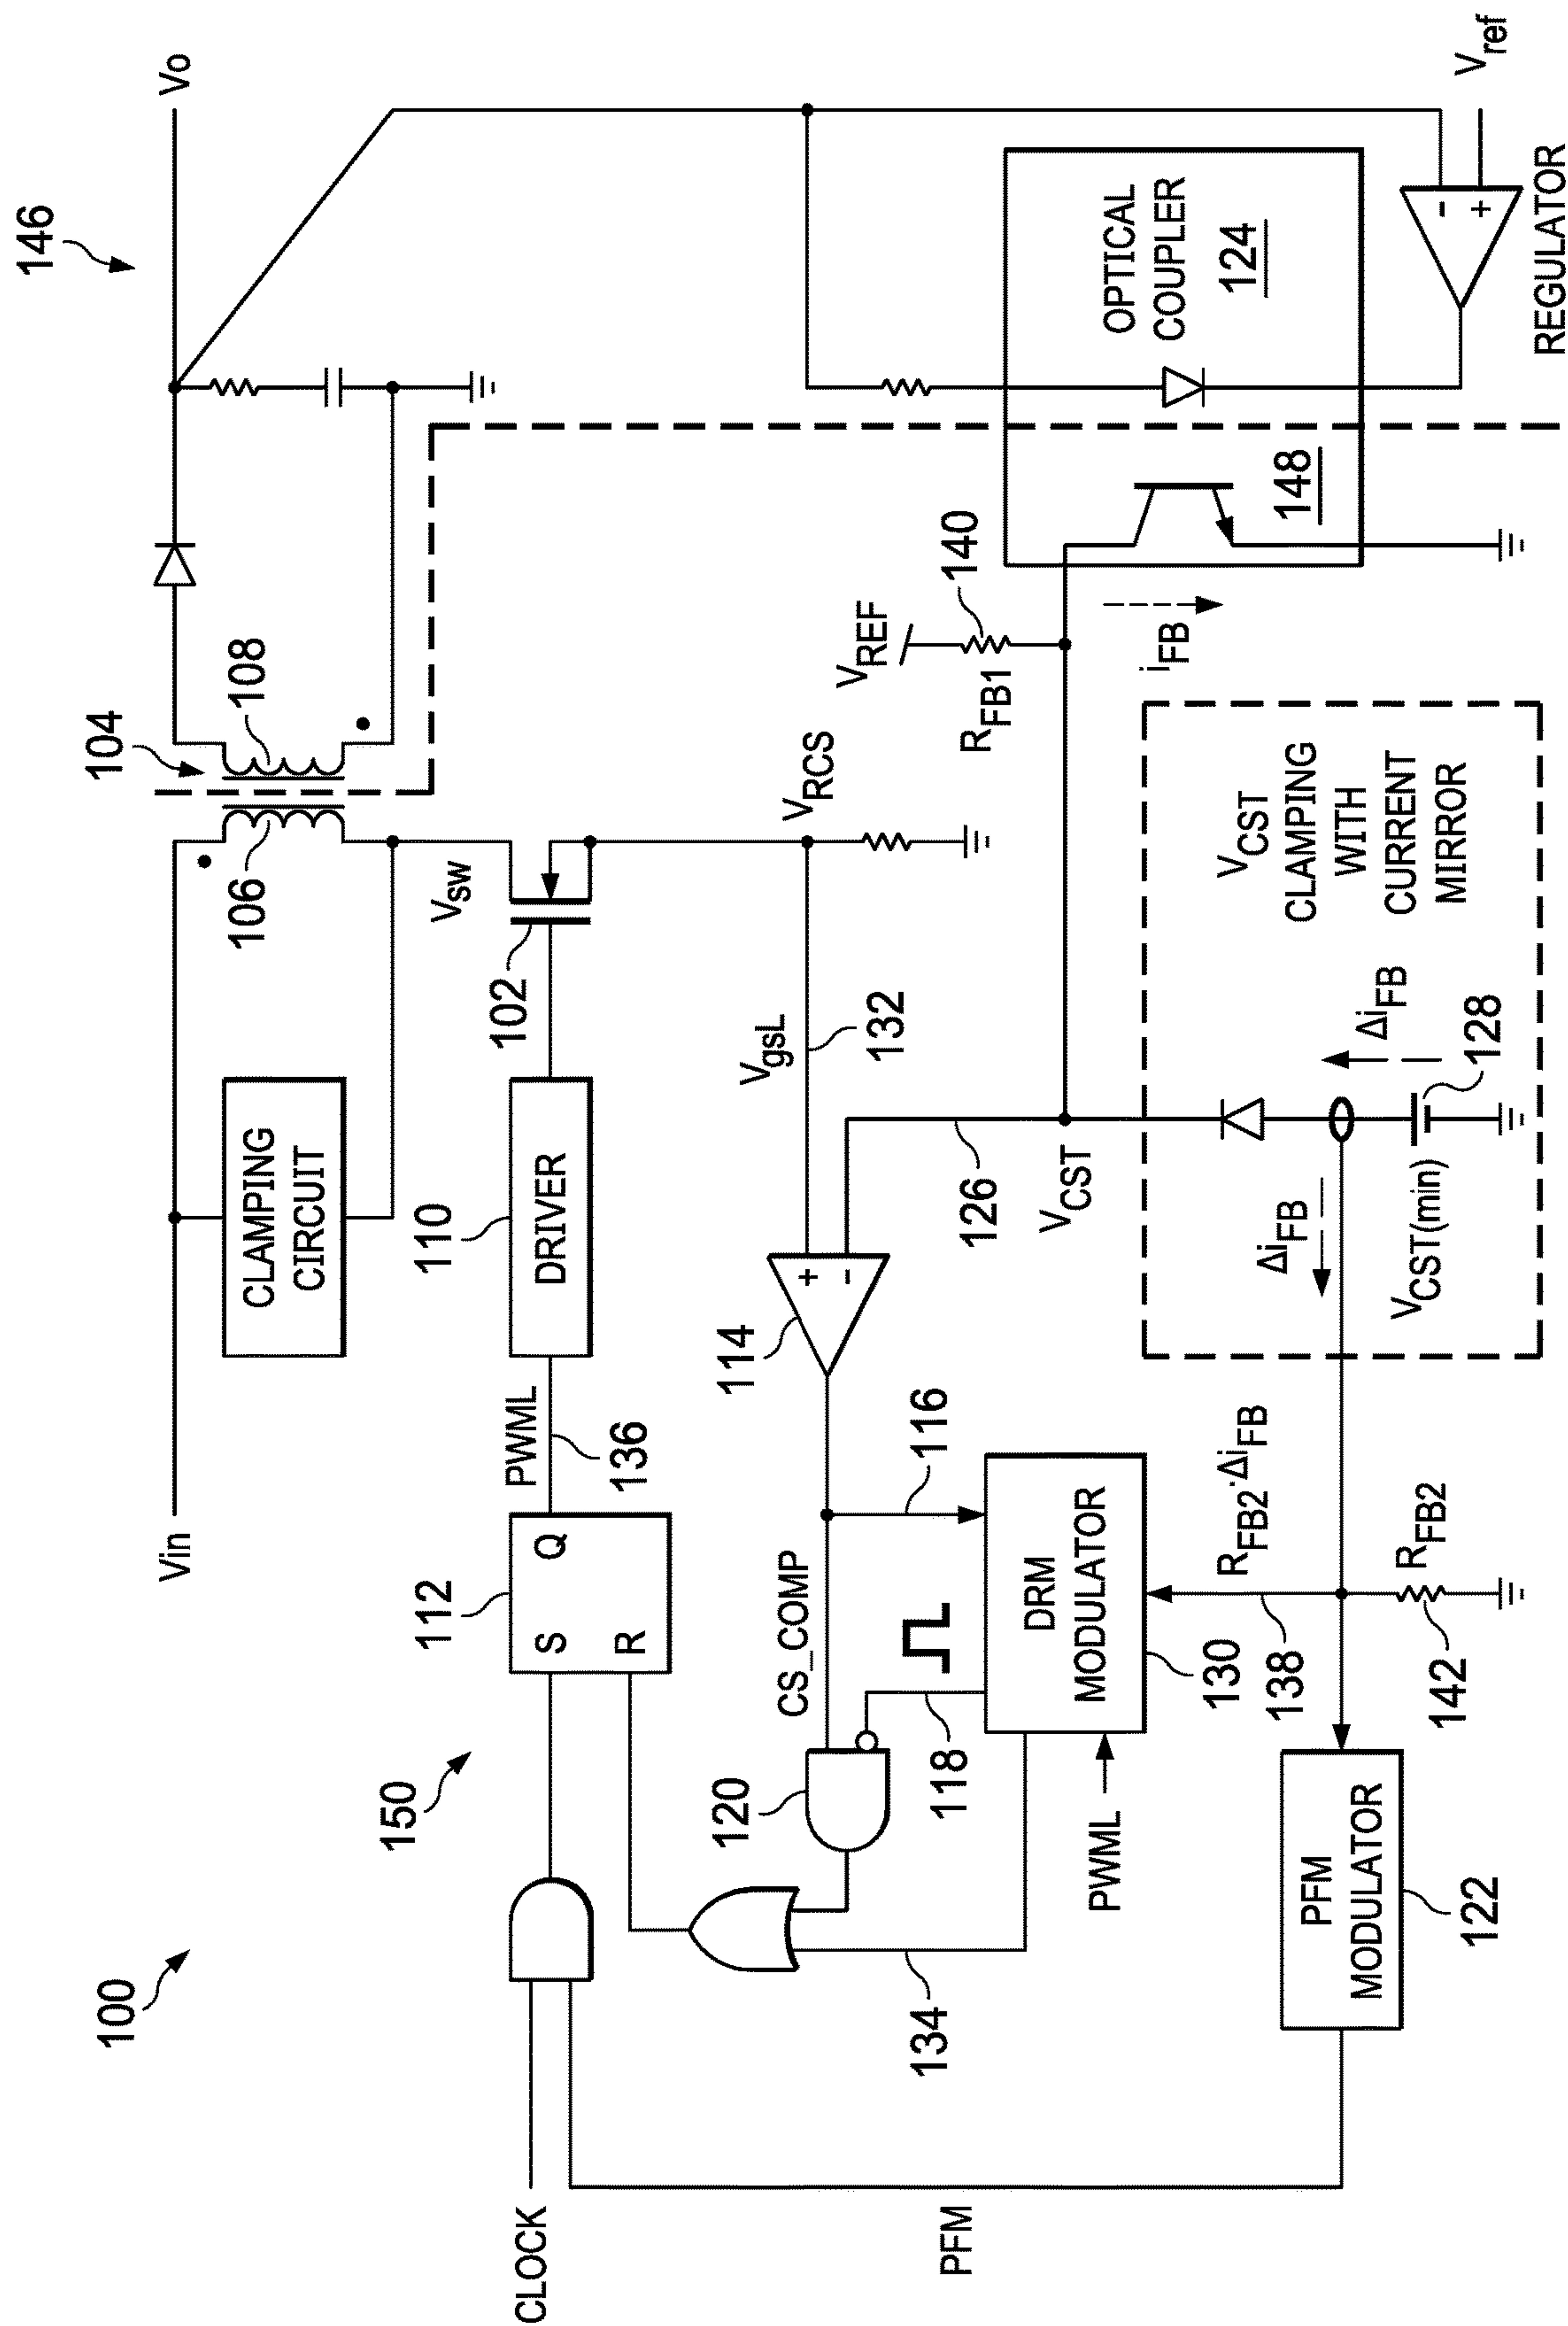 100
150
146
104
Vin
CLAMPING
CIRCUIT
106
108
Vo
CLOCK
S
Q
R
112
PWML
136
DRIVER
110
102
Vsw
VRCS
VgsL
132
114
+
-
CS_COMP
116
120
118
134
PWML
DRM
MODULATOR
130
126
VCST
VREF
140
RFB1
iFB
OPTICAL
COUPLER
124
148
PFM
PFM
MODULATOR
122
138
RFB2·ΔiFB
142
RFB2
ΔiFB
ΔiFB
VCST(min)
128
VCST
CLAMPING
WITH
CURRENT
MIRROR
-
+
Vref
REGULATOR